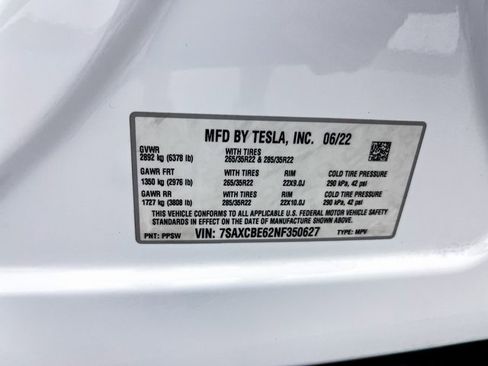 MFD BY TESLA, INC. 06/22
GVWR WITH TIRES
2892 kg (6378 lb) 265/35R22 & 285/35R22
GAWR FRT WITH TIRES RIM COLD TIRE PRESSURE
1350 kg (2976 lb) 265/35R22 22X9.0J 290 kPa, 42 psi
GAWR RR WITH TIRES RIM COLD TIRE PRESSURE
1727 kg (3808 lb) 285/35R22 22X10.0J 290 kPa, 42 psi
THIS VEHICLE CONFORMS TO ALL APPLICABLE U.S. FEDERAL MOTOR VEHICLE SAFETY
STANDARDS IN EFFECT ON THE DATE OF MANUFACTURE SHOWN ABOVE.
PNT: PPSW VIN: 7SAXCBE62NF350627 TYPE: MPV